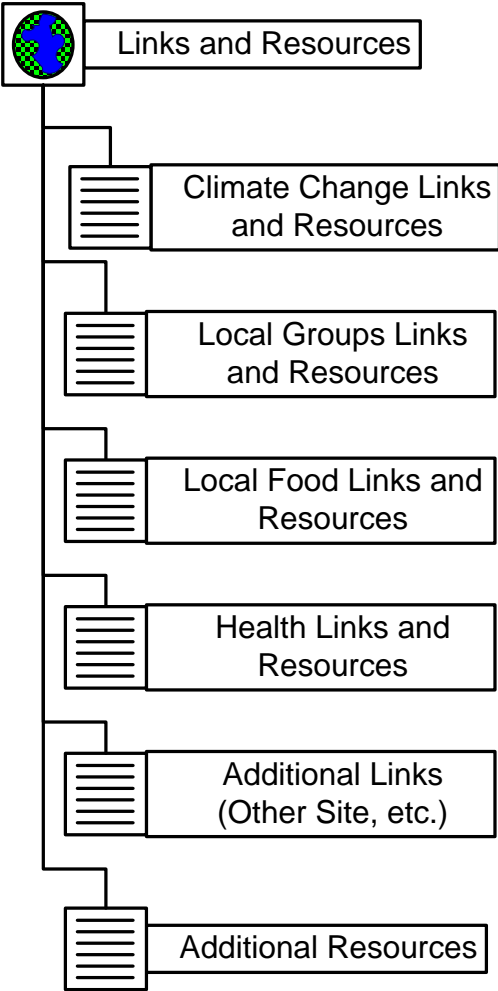 Links and Resources
Climate Change Links
and Resources
Local Groups Links
and Resources
Local Food Links and
Resources
Health Links and
Resources
Additional Links
(Other Site, etc.)
Additional Resources